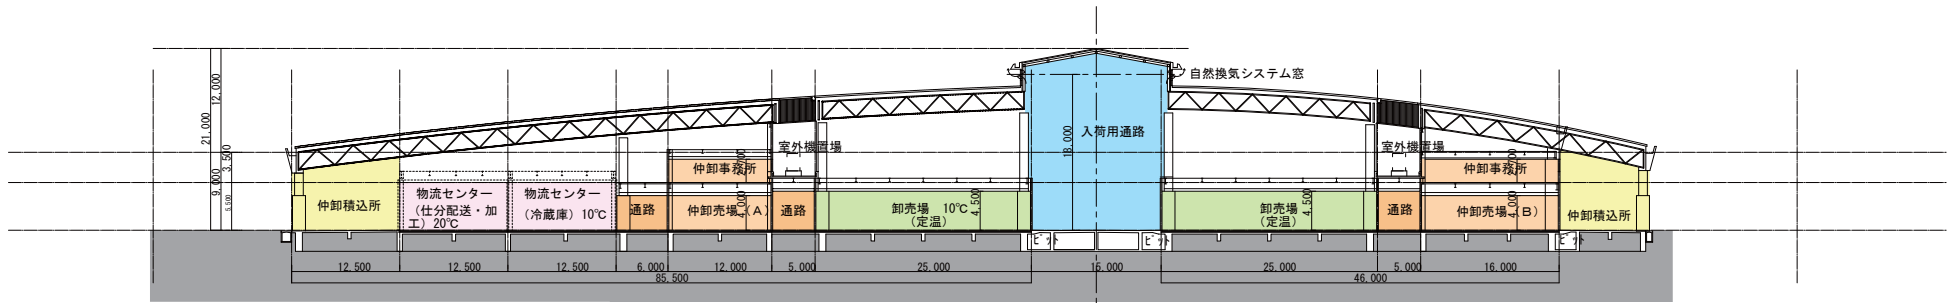 自然換気システム窓
12,000
21,000
3,500
9,000
5,500
入荷用通路
18,000
室外機置場
室外機置場
仲卸事務所
仲卸事務所
仲卸積込所
物流センター
（仕分配送・加
工）20℃
物流センター
（冷蔵庫）10℃
通路
仲卸売場（A）
4,000
通路
卸売場 10℃
（定温）
4,500
卸売場
（定温）
4,500
通路
仲卸売場（B）
4,000
仲卸積込所
ピット
ピット
ピット
12,500
12,500
12,500
6,000
12,000
5,000
25,000
25,000
5,000
16,000
85,500
46,000